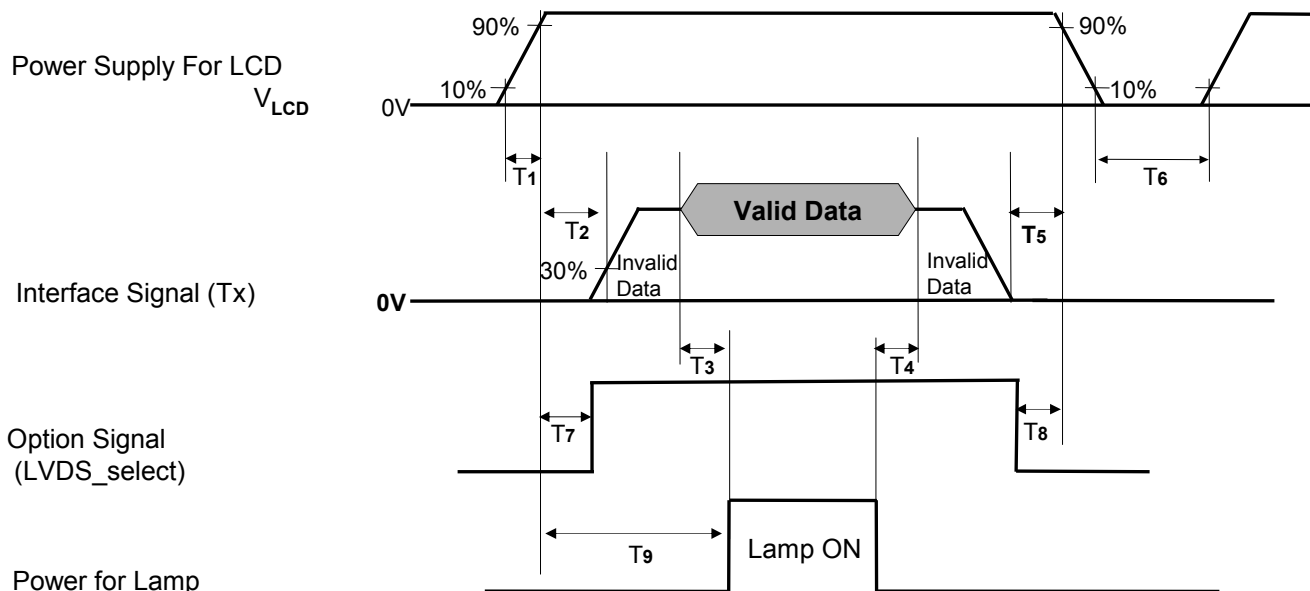 90%
90%
Power Supply For LCD
VLCD
10%
10%
0V
T1
T6
Valid Data
T2
T5
30%
Invalid
Data
Invalid
Data
Interface Signal (Tx)
0V
T3
T4
T7
T8
Option Signal
(LVDS_select)
Lamp ON
T9
Power for Lamp